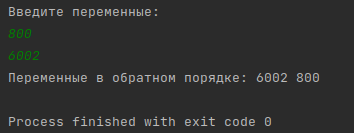 Введите переменные:
800
6002
Переменные в обратном порядке: 6002 800
Process finished with exit code 0